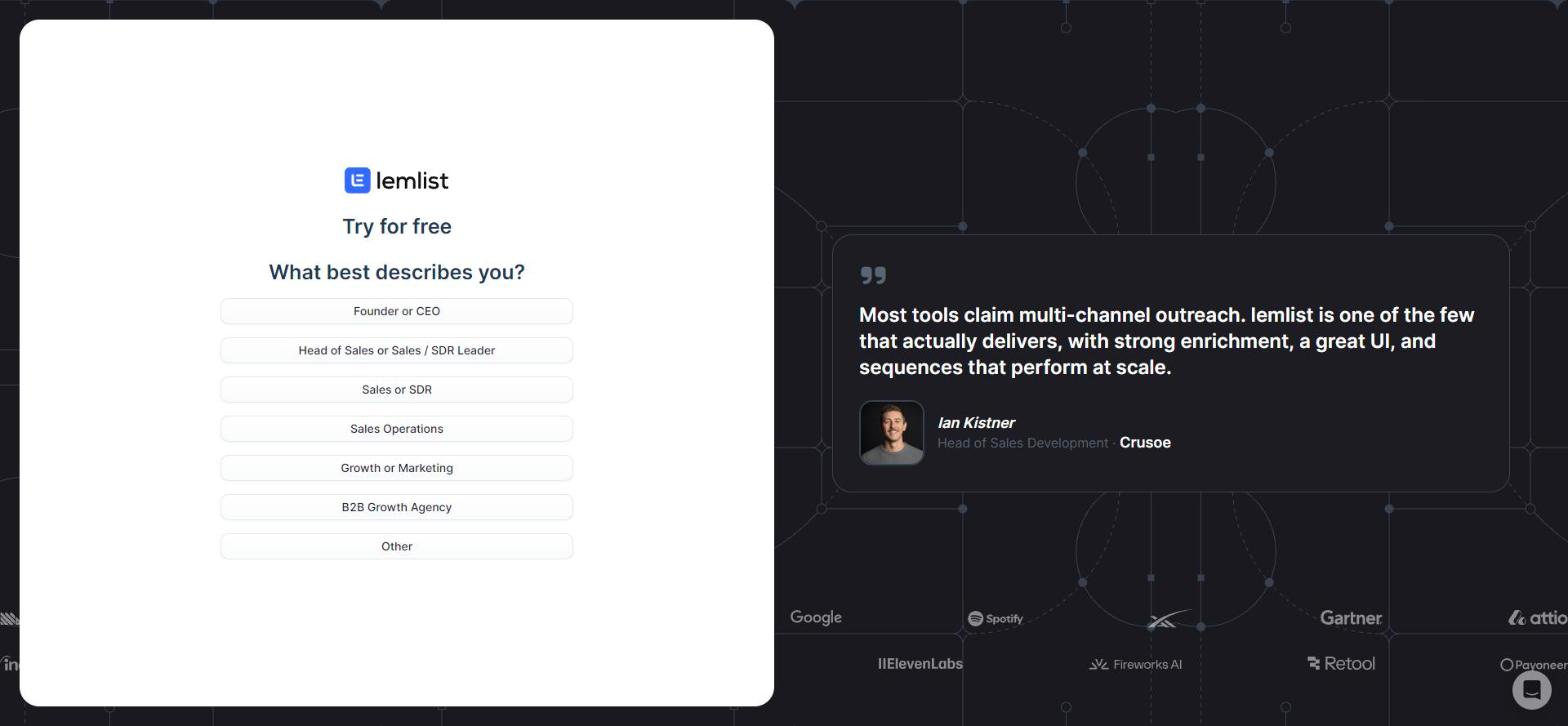 lemlist
Try for free
What best describes you?
Founder or CEO
Head of Sales or Sales / SDR Leader
Sales or SDR
Sales Operations
Growth or Marketing
B2B Growth Agency
Other
Most tools claim multi-channel outreach. lemlist is one of the few
that actually delivers, with strong enrichment, a great UI, and
sequences that perform at scale.
Ian Kistner
Head of Sales Development · Crusoe
Google
Spotify
Gartner
attio
IIElevenLabs
Fireworks AI
Retool
Payoneer